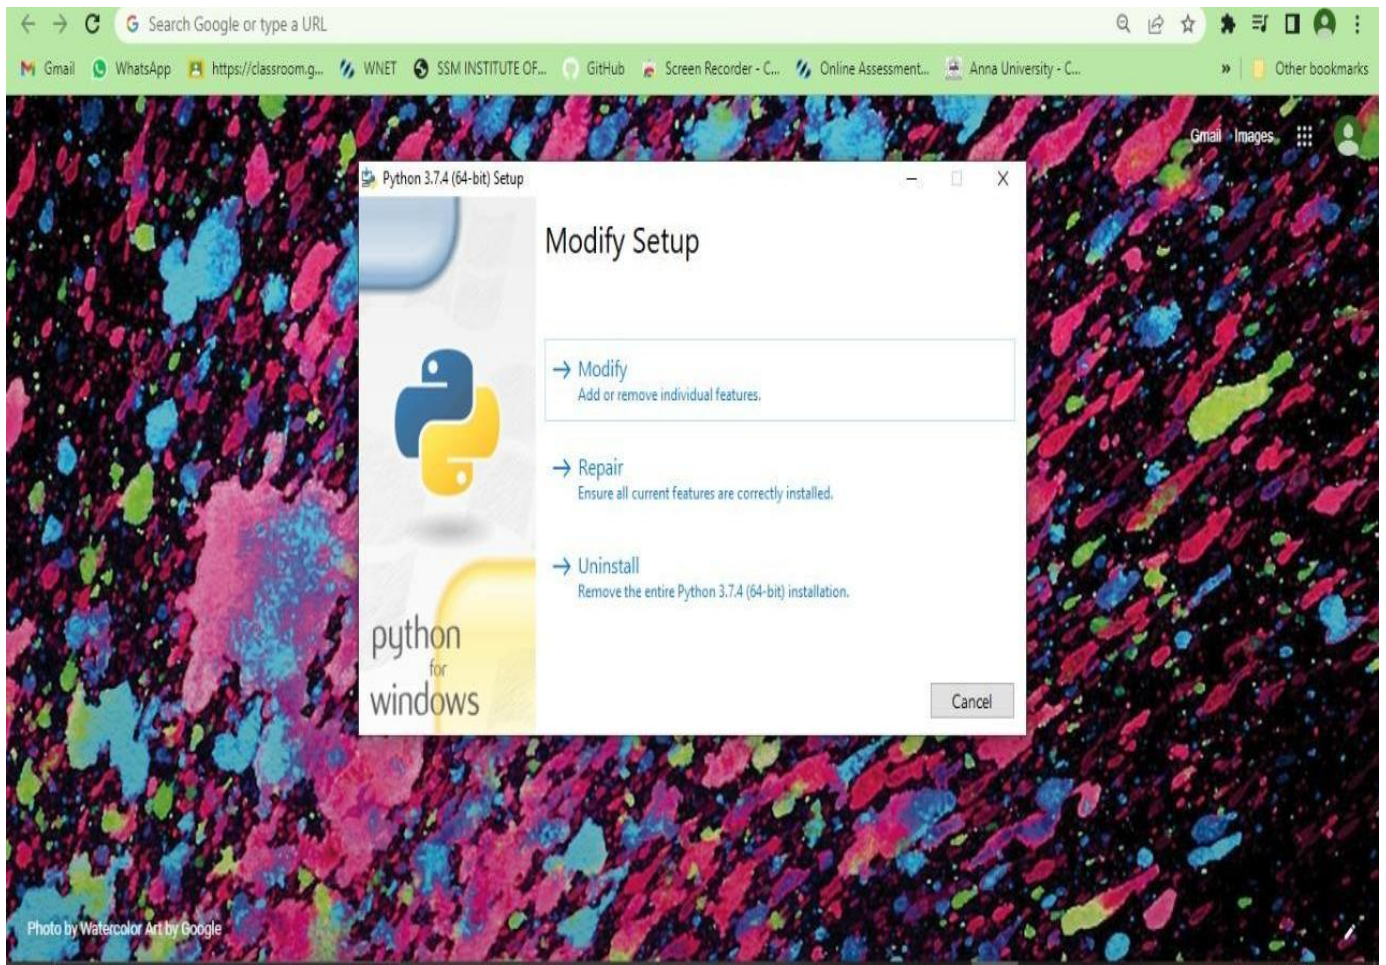 Search Google or type a URL
Gmail WhatsApp https://classroom.g... WNET SSM INSTITUTE OF... GitHub Screen Recorder - C... Online Assessment... Anna University - C... » Other bookmarks
Gmail Images
Python 3.7.4 (64-bit) Setup
Modify Setup
Modify
Add or remove individual features.
Repair
Ensure all current features are correctly installed.
Uninstall
Remove the entire Python 3.7.4 (64-bit) installation.
python
for
windows
Cancel
Photo by Watercolor Art by Google